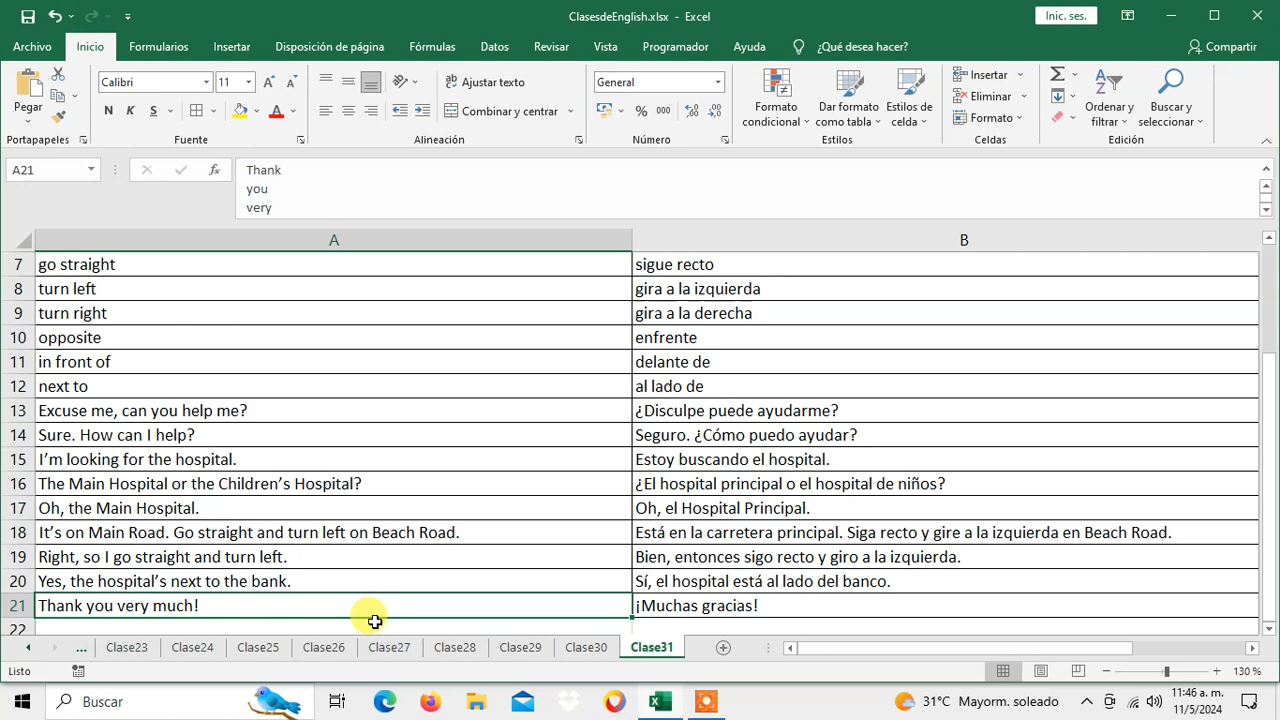 ClasesdeEnglish.xlsx - Excel
Inic. ses.
Archivo Inicio Formularios Insertar Disposición de página Fórmulas Datos Revisar Vista Programador Ayuda ¿Qué desea hacer? Compartir
Pegar
Calibri 11
N K S
Ajustar texto
Combinar y centrar
General
% 000
Formato condicional
Dar formato como tabla
Estilos de celda
Insertar
Eliminar
Formato
Ordenar y filtrar
Buscar y seleccionar
Portapapeles Fuente Alineación Número Estilos Celdas Edición
A21
fx
Thank
you
very
A B
7 go straight sigue recto
8 turn left gira a la izquierda
9 turn right gira a la derecha
10 opposite enfrente
11 in front of delante de
12 next to al lado de
13 Excuse me, can you help me? ¿Disculpe puede ayudarme?
14 Sure. How can I help? Seguro. ¿Cómo puedo ayudar?
15 I’m looking for the hospital. Estoy buscando el hospital.
16 The Main Hospital or the Children’s Hospital? ¿El hospital principal o el hospital de niños?
17 Oh, the Main Hospital. Oh, el Hospital Principal.
18 It’s on Main Road. Go straight and turn left on Beach Road. Está en la carretera principal. Siga recto y gire a la izquierda en Beach Road.
19 Right, so I go straight and turn left. Bien, entonces sigo recto y giro a la izquierda.
20 Yes, the hospital’s next to the bank. Sí, el hospital está al lado del banco.
21 Thank you very much! ¡Muchas gracias!
22
... Clase23 Clase24 Clase25 Clase26 Clase27 Clase28 Clase29 Clase30 Clase31
Listo 130 %
Buscar
31°C Mayorm. soleado
11:46 a. m.
11/5/2024